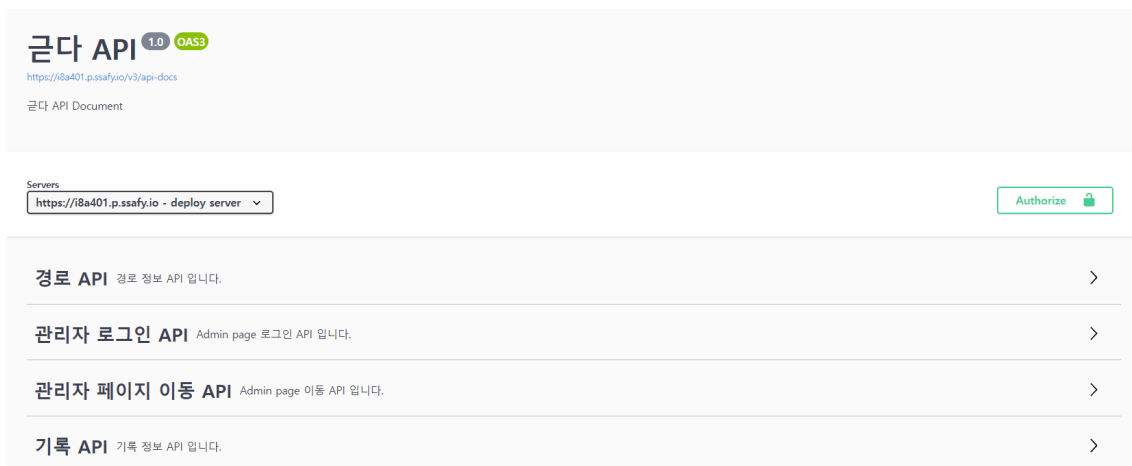 귿다 API 1.0 OAS3
https://i8a401.p.ssafy.io/v3/api-docs
귿다 API Document
Servers
https://i8a401.p.ssafy.io - deploy server
Authorize
경로 API 경로 정보 API 입니다.
관리자 로그인 API Admin page 로그인 API 입니다.
관리자 페이지 이동 API Admin page 이동 API 입니다.
기록 API 기록 정보 API 입니다.